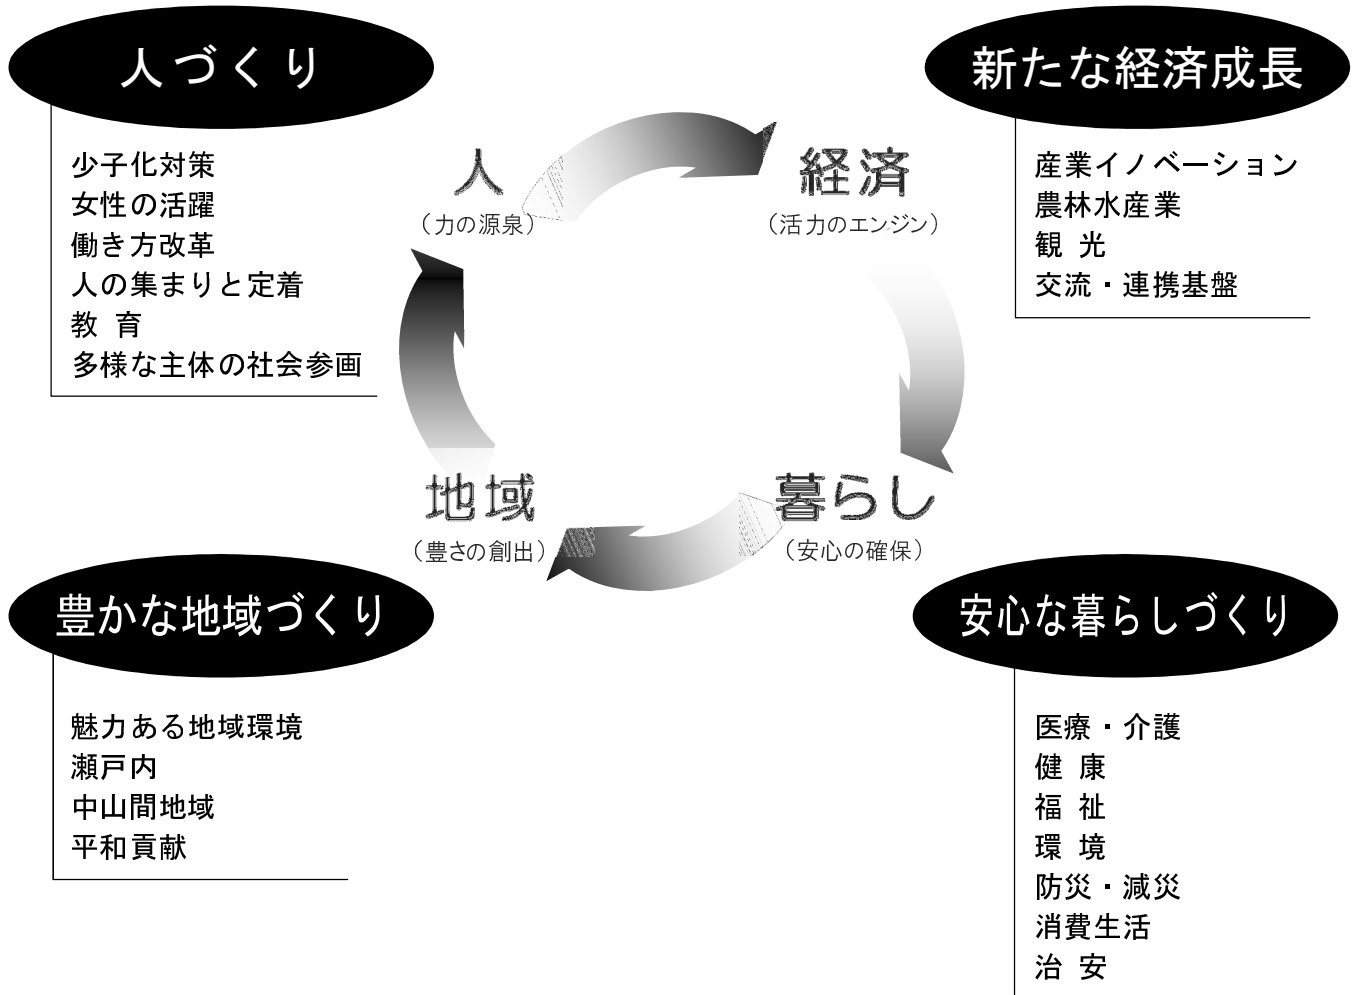 人づくり
少子化対策
女性の活躍
働き方改革
人の集まりと定着
教 育
多様な主体の社会参画
人
（力の源泉）
経済
（活力のエンジン）
新たな経済成長
産業イノベーション
農林水産業
観 光
交流・連携基盤
地域
（豊さの創出）
暮らし
（安心の確保）
豊かな地域づくり
魅力ある地域環境
瀬戸内
中山間地域
平和貢献
安心な暮らしづくり
医療・介護
健 康
福 祉
環 境
防災・減災
消費生活
治 安